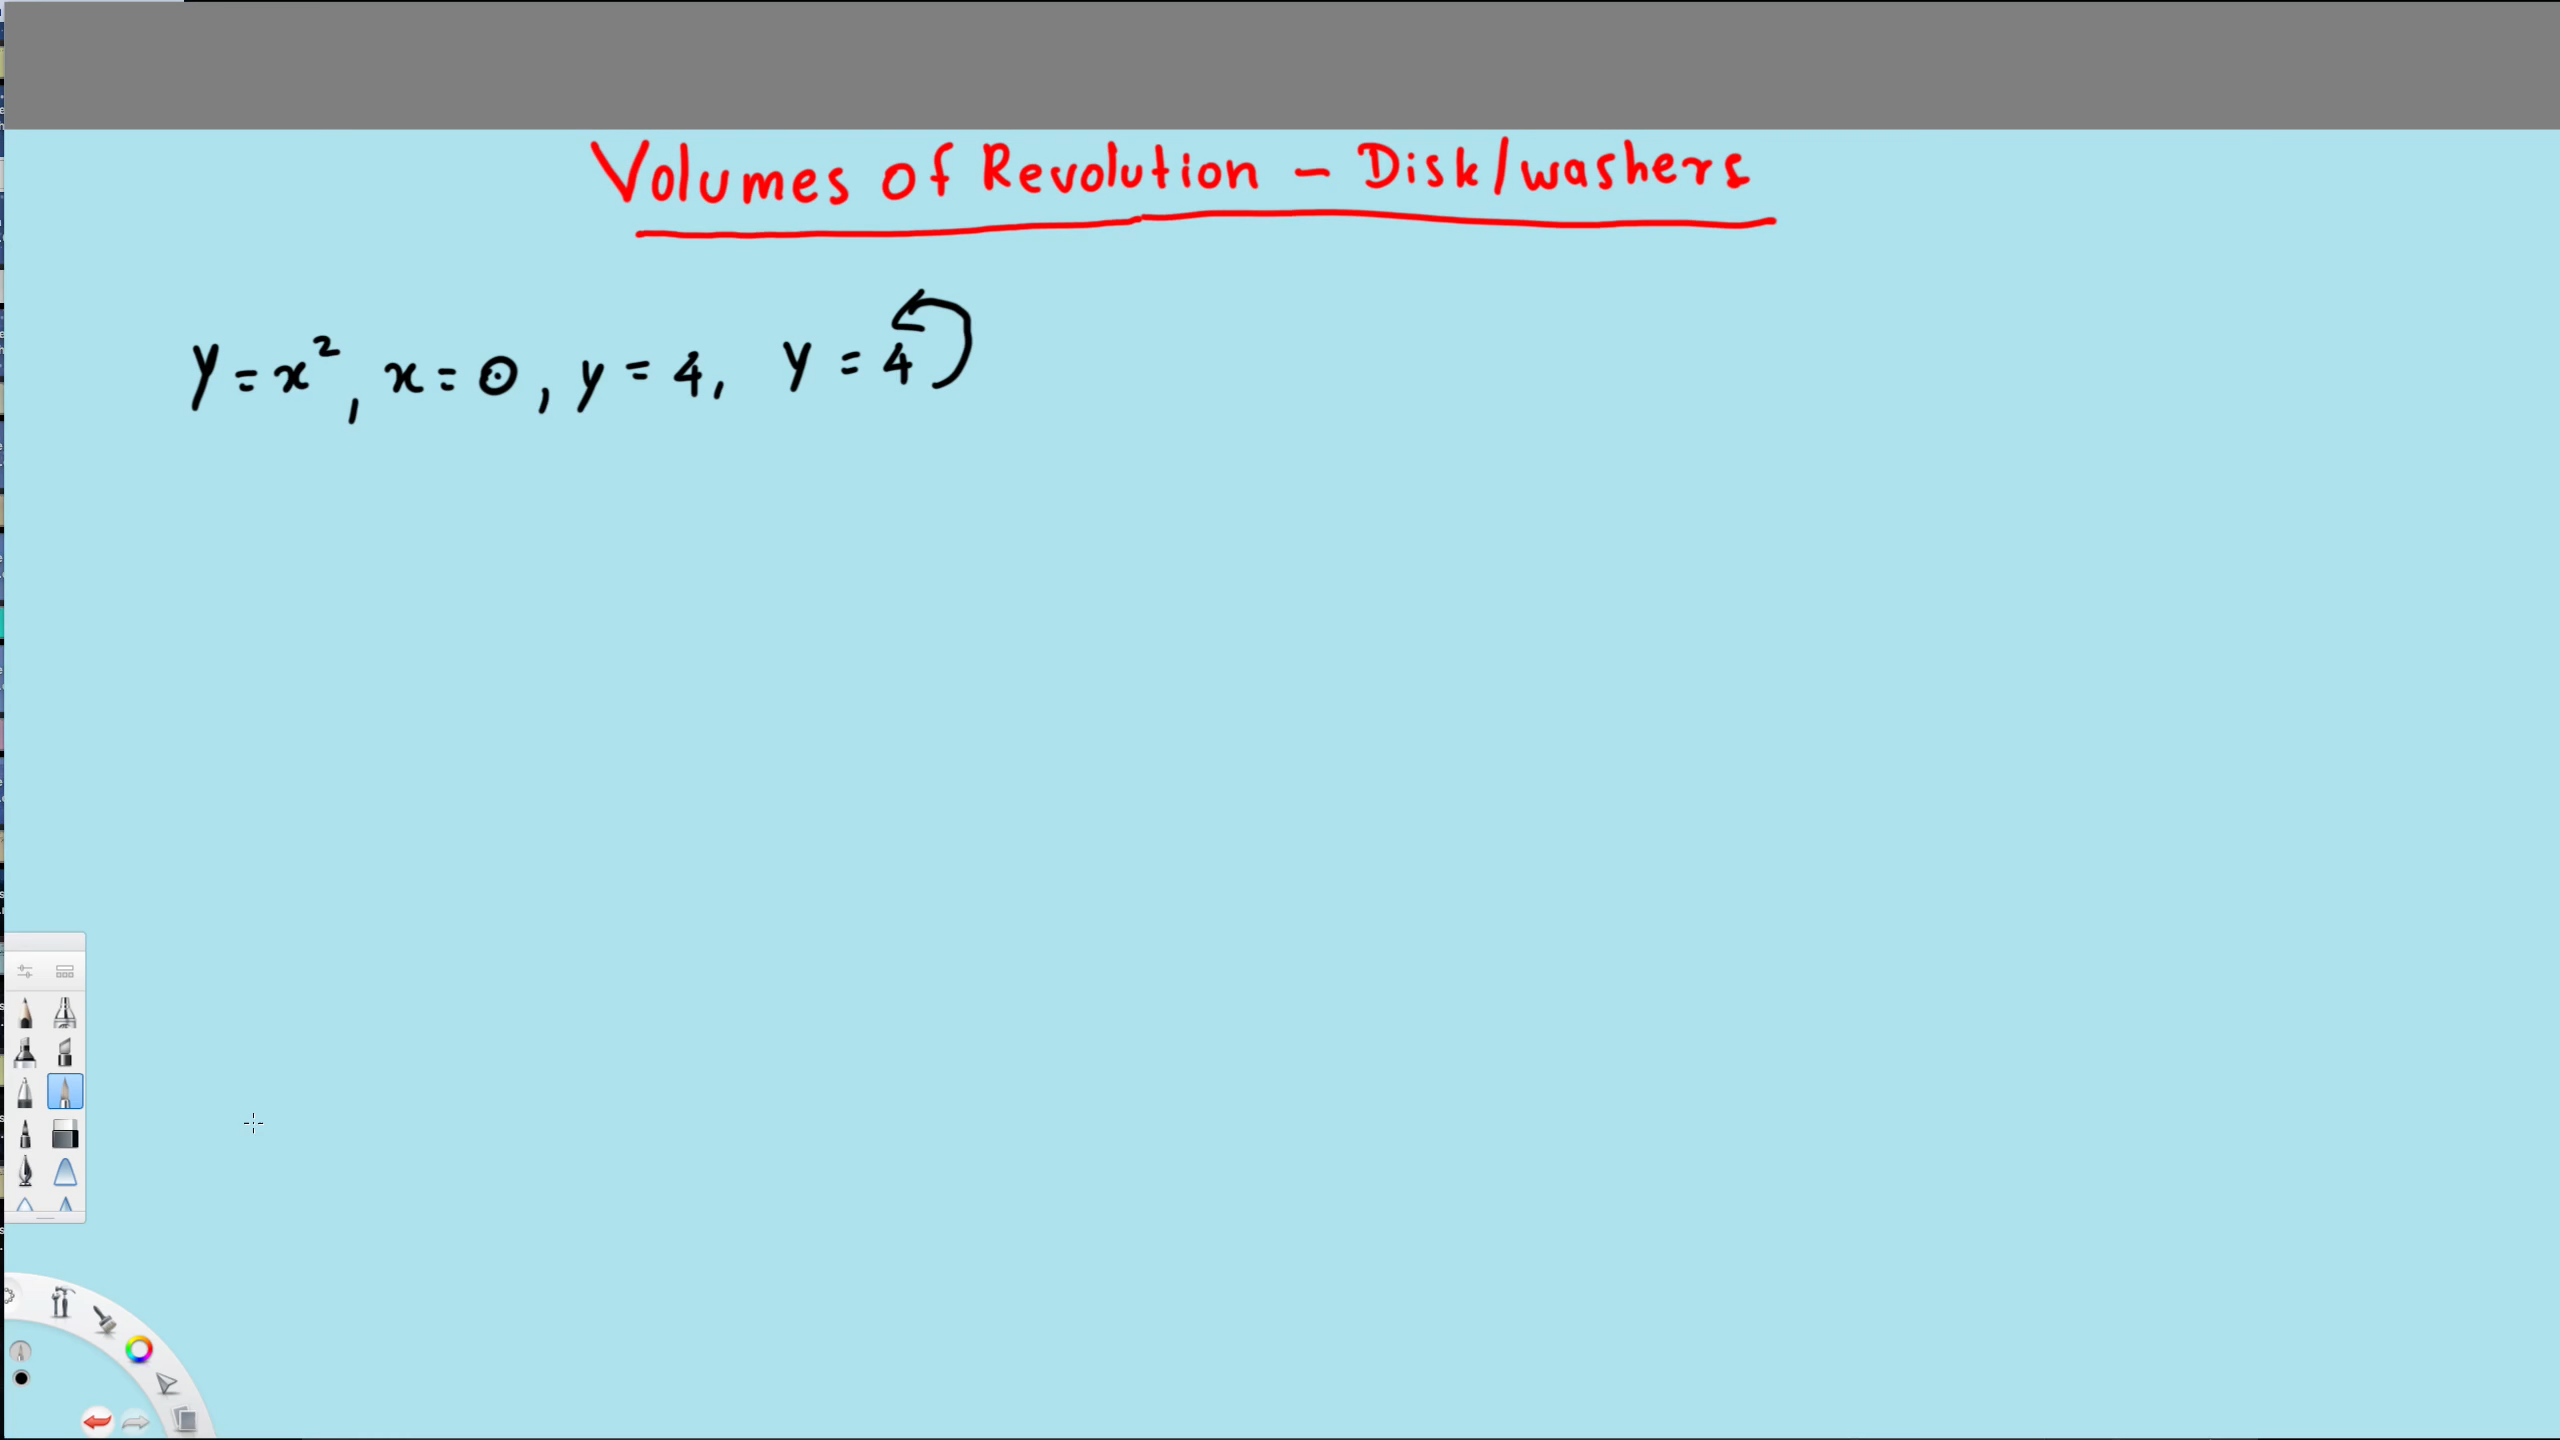 Volumes of Revolution - Disk/washers
y = x², x = 0, y = 4, y = 4